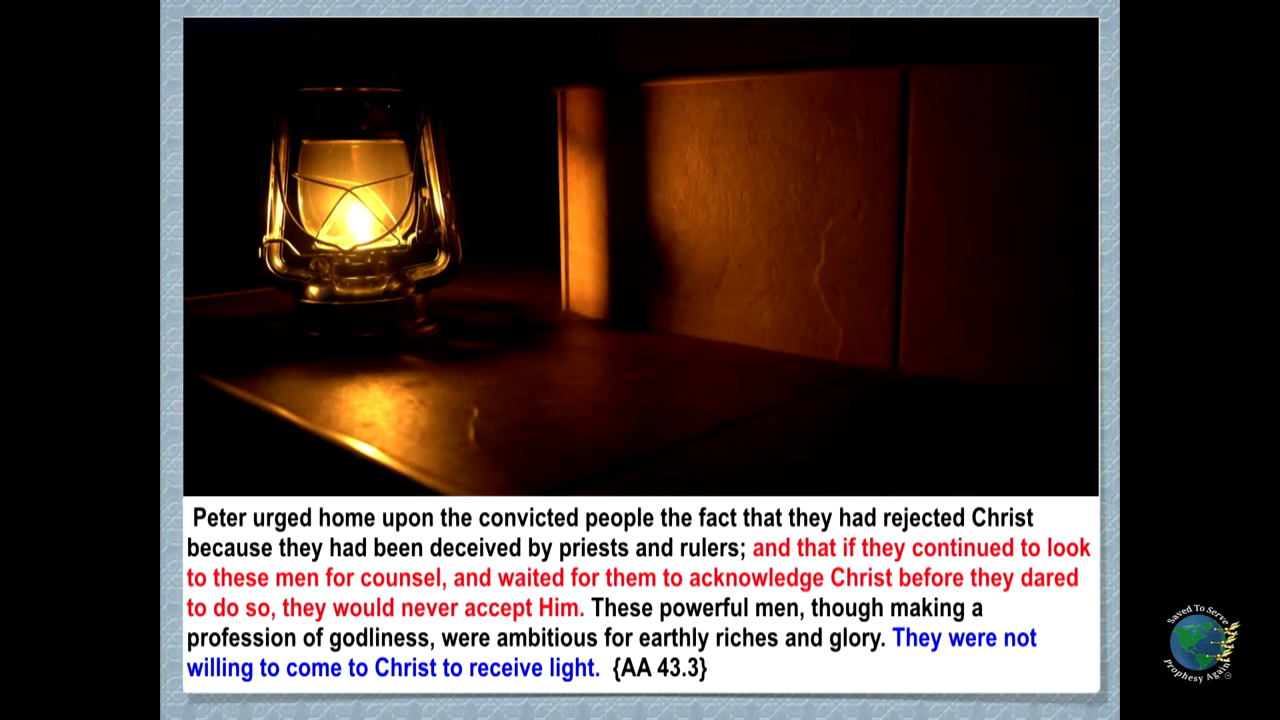 Peter urged home upon the convicted people the fact that they had rejected Christ
because they had been deceived by priests and rulers; and that if they continued to look
to these men for counsel, and waited for them to acknowledge Christ before they dared
to do so, they would never accept Him. These powerful men, though making a
profession of godliness, were ambitious for earthly riches and glory. They were not
willing to come to Christ to receive light. {AA 43.3}
Saved To Serve
Prophesy Again